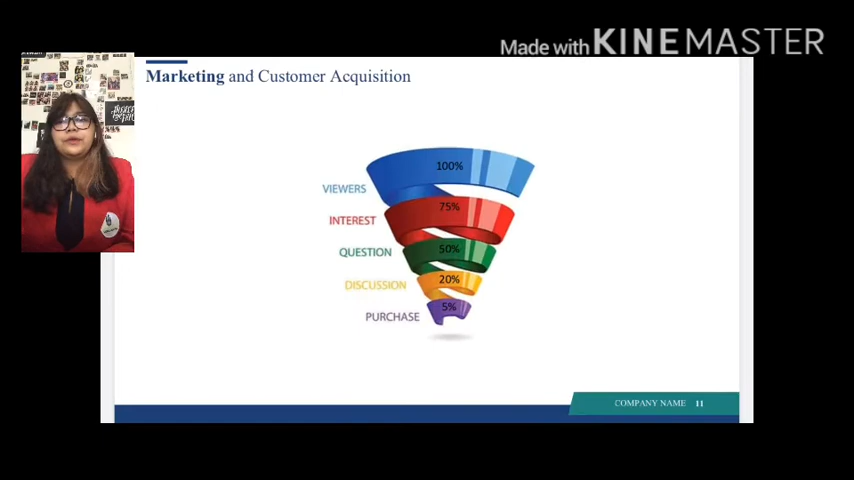 Made with KINEMASTER
Marketing and Customer Acquisition
100%
VIEWERS
75%
INTEREST
50%
QUESTION
20%
DISCUSSION
5%
PURCHASE
COMPANY NAME 11